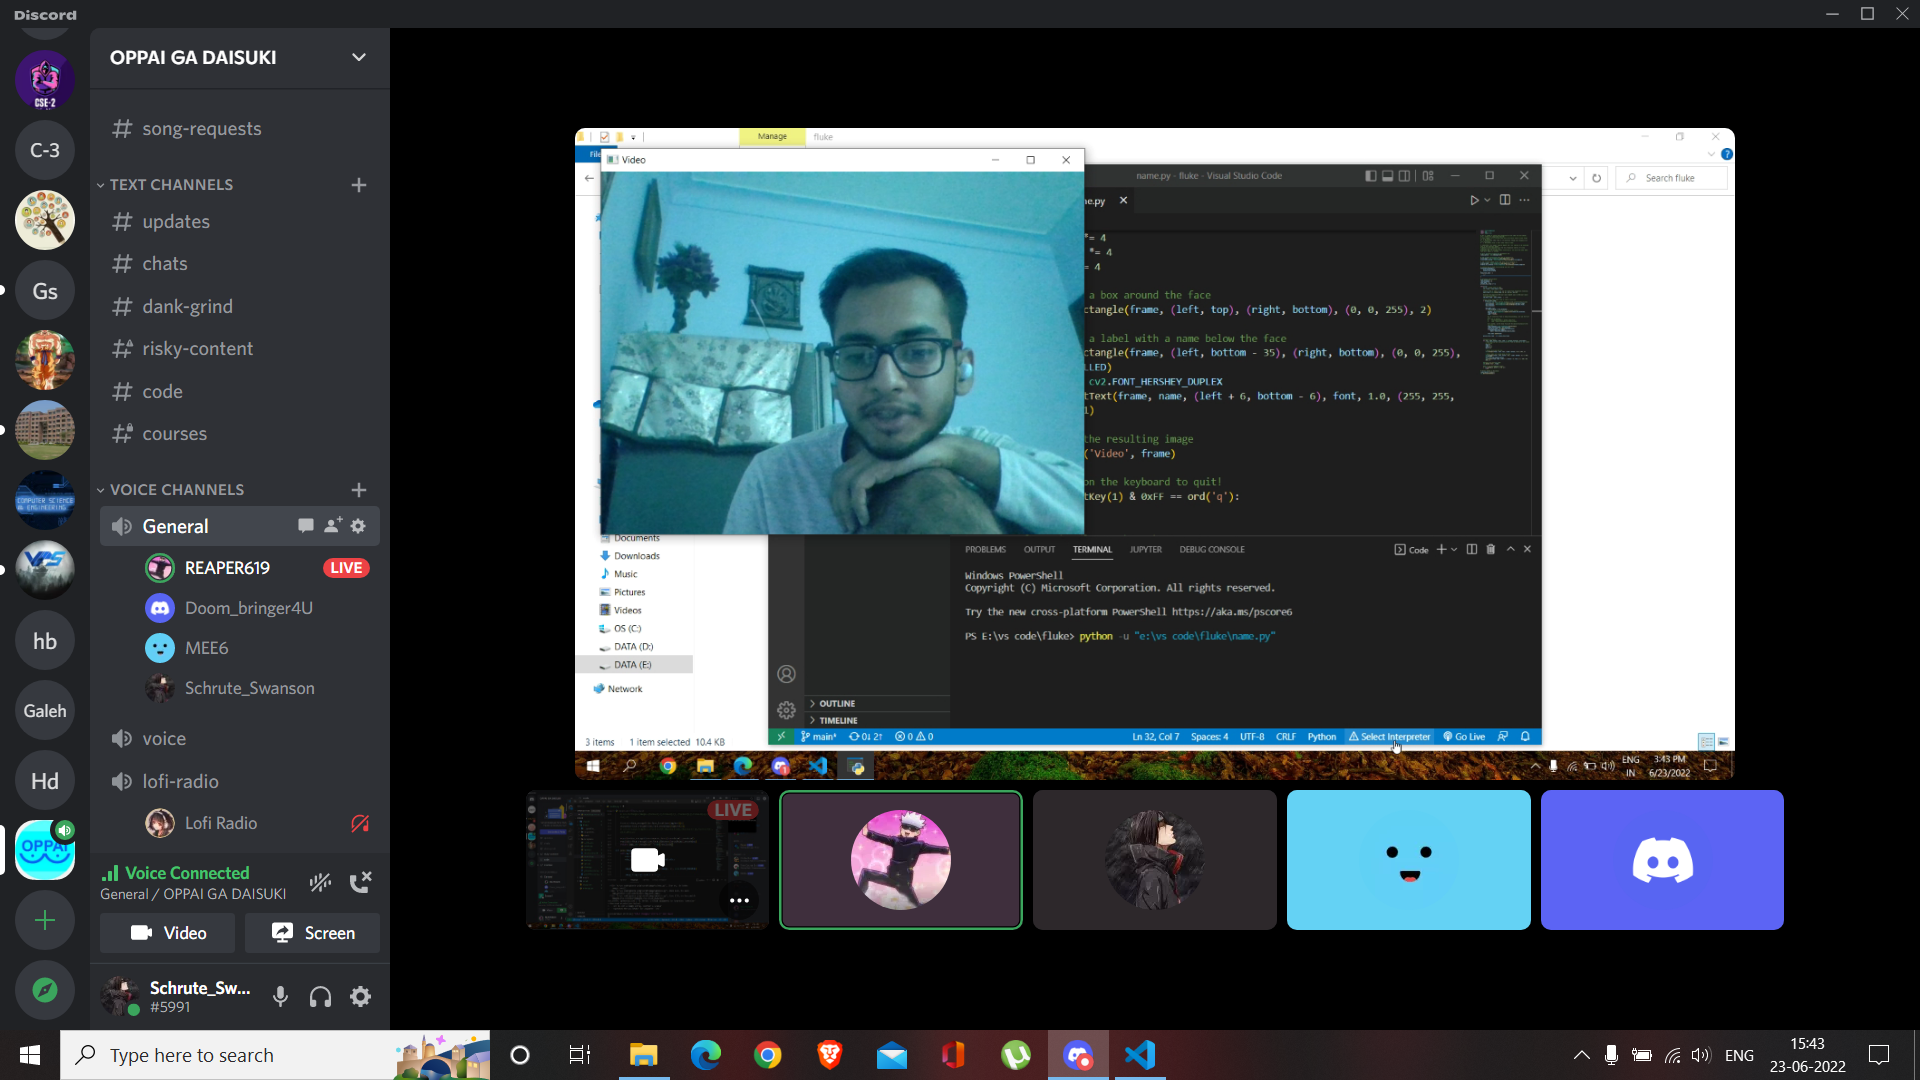 Discord
OPPAI GA DAISUKI
song-requests
TEXT CHANNELS
updates
chats
dank-grind
risky-content
code
courses
VOICE CHANNELS
General
REAPER619
LIVE
Doom_bringer4U
MEE6
Schrute_Swanson
voice
lofi-radio
Lofi Radio
Voice Connected
General / OPPAI GA DAISUKI
Video
Screen
Schrute_Sw...
#5991
CSE-2
C-3
Gs
COMPUTER SCIENCE
& ENGINEERING
VPS
hb
Galeh
Hd
OPPAI
Manage
fluke
File
Video
name.py - fluke - Visual Studio Code
Search fluke
me.py
*= 4
*= 4
= 4
a box around the face
ctangle(frame, (left, top), (right, bottom), (0, 0, 255), 2)
a label with a name below the face
ctangle(frame, (left, bottom - 35), (right, bottom), (0, 0, 255),
LLED)
cv2.FONT_HERSHEY_DUPLEX
tText(frame, name, (left + 6, bottom - 6), font, 1.0, (255, 255,
1)
the resulting image
('Video', frame)
on the keyboard to quit!
tKey(1) & 0xFF == ord('q'):
Documents
Downloads
Music
Pictures
Videos
OS (C:)
DATA (D:)
DATA (E:)
Network
3 items
1 item selected 10.4 KB
PROBLEMS
OUTPUT
TERMINAL
JUPYTER
DEBUG CONSOLE
Code
Windows PowerShell
Copyright (C) Microsoft Corporation. All rights reserved.
Try the new cross-platform PowerShell https://aka.ms/pscore6
PS E:\vs code\fluke> python -u "e:\vs code\fluke\name.py"
OUTLINE
TIMELINE
main*
0↓ 2↑
0
0
Ln 32, Col 7
Spaces: 4
UTF-8
CRLF
Python
Select Interpreter
Go Live
ENG
IN
3:43 PM
6/23/2022
LIVE
Type here to search
ENG
15:43
23-06-2022